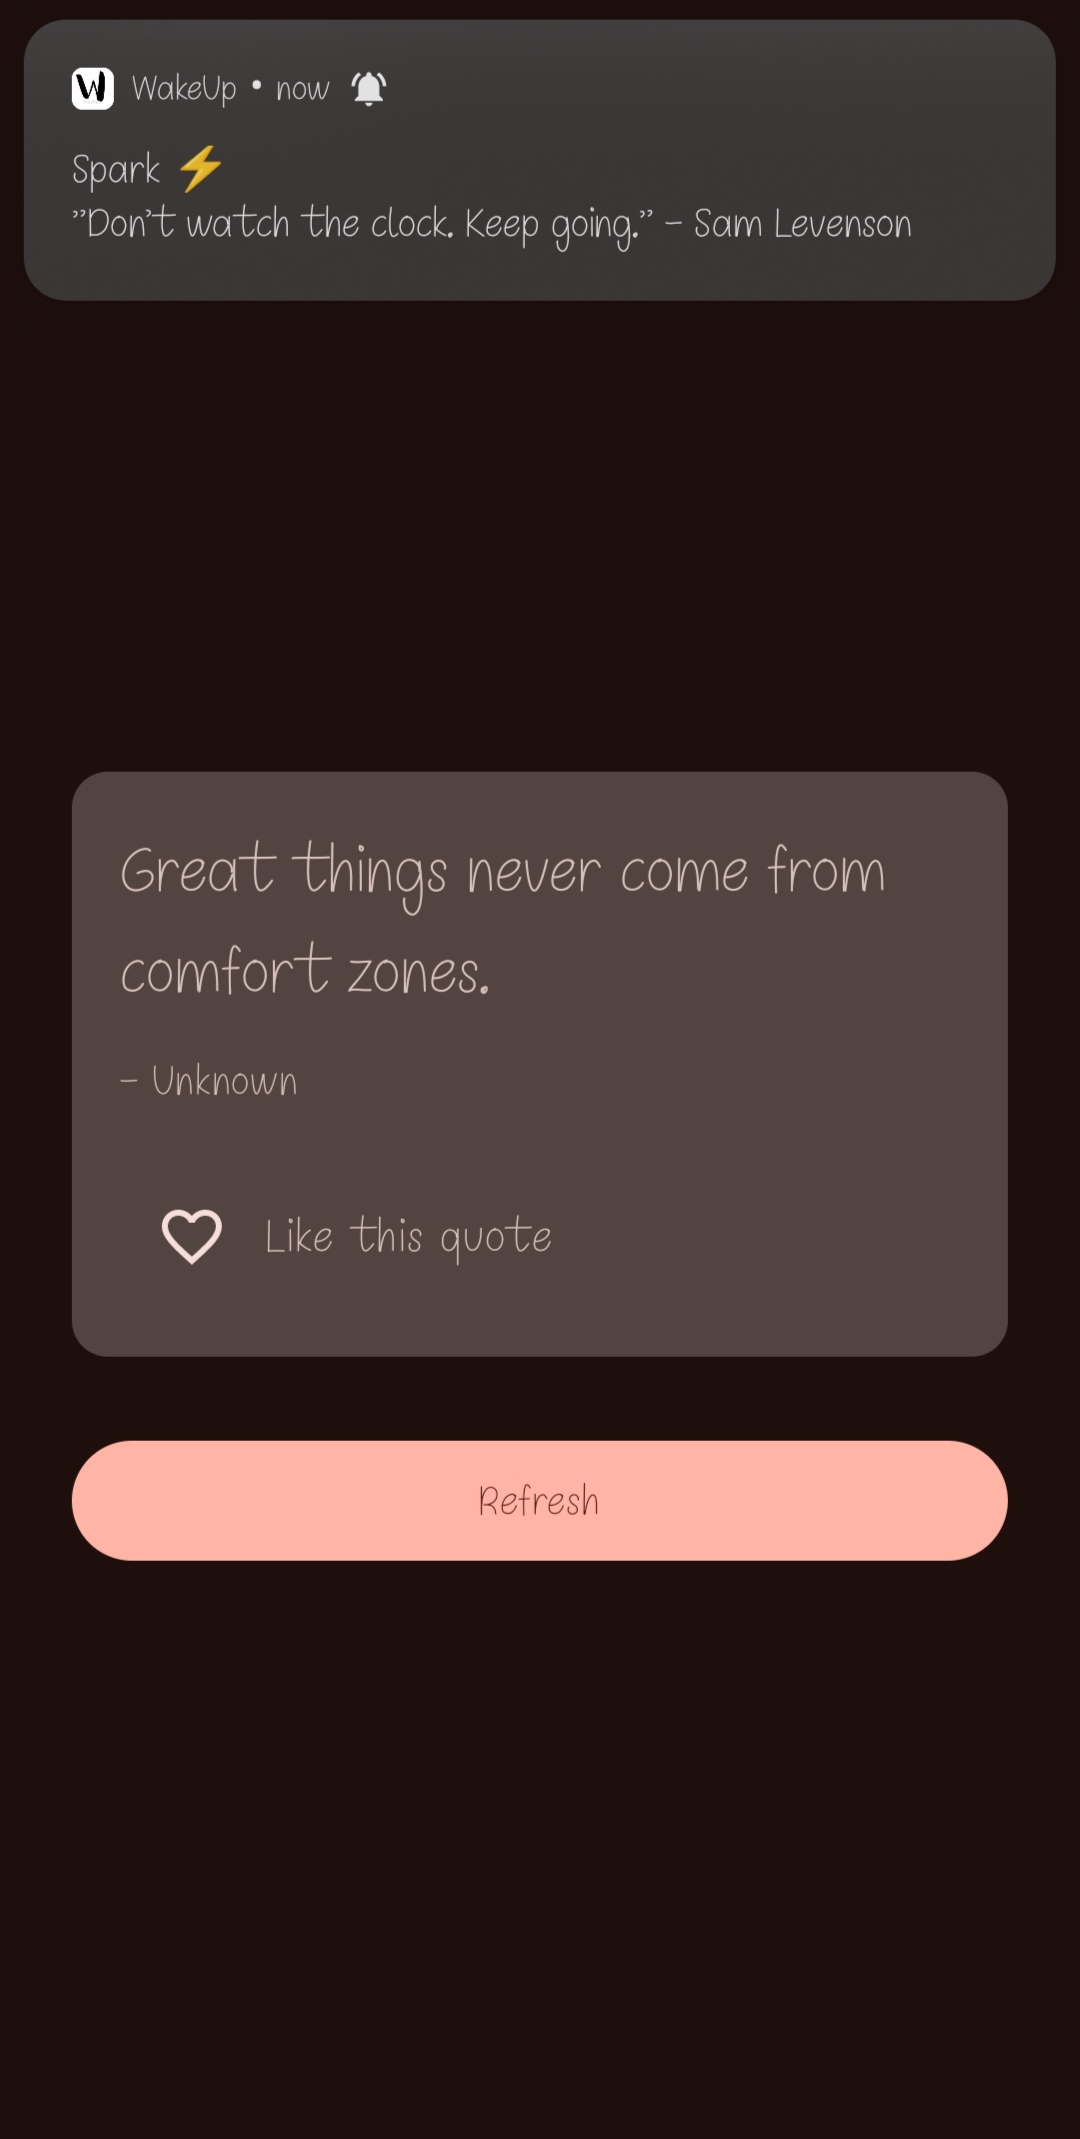 W WakeUp • now
Spark ⚡
"Don't watch the clock. Keep going." - Sam Levenson
Great things never come from
comfort zones.
- Unknown
Like this quote
Refresh